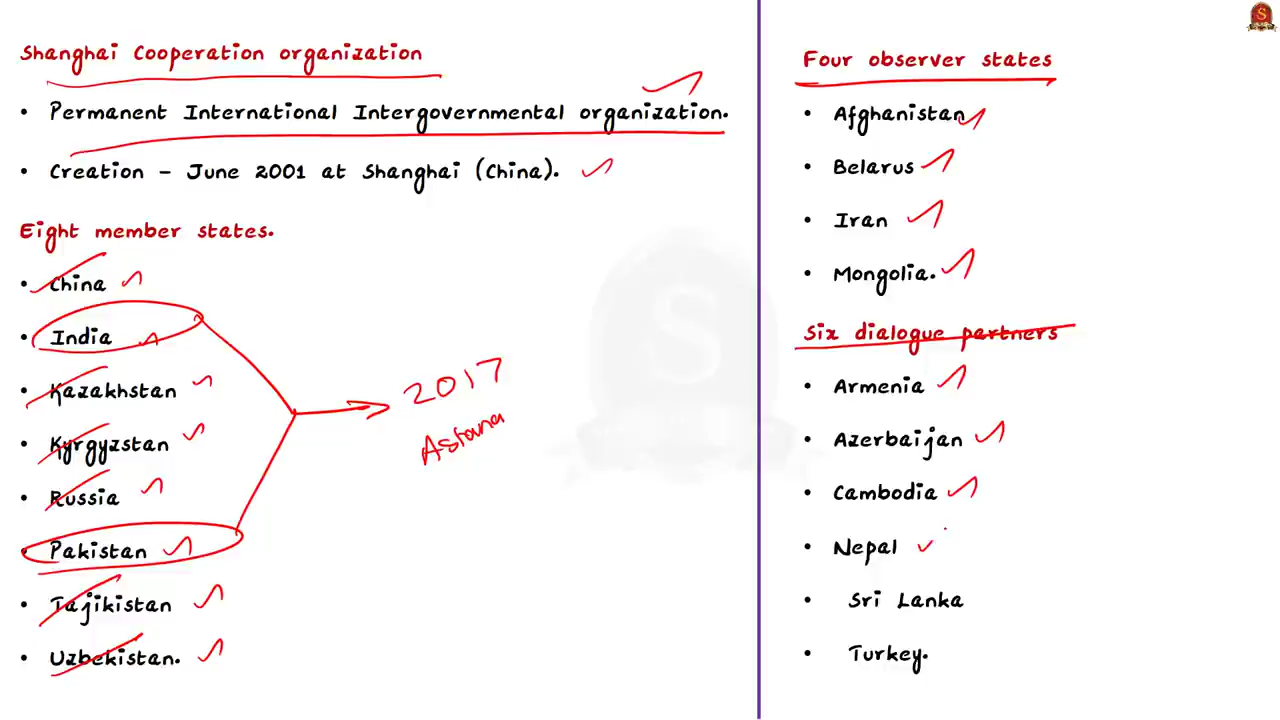 Shanghai Cooperation organization
• Permanent International Intergovernmental organization.
• Creation - June 2001 at Shanghai (China).
Eight member states.
• China
• India
• Kazakhstan
• Kyrgyzstan
• Russia
• Pakistan
• Tajikistan
• Uzbekistan.
2017
Astana
Four observer states
• Afghanistan
• Belarus
• Iran
• Mongolia.
Six dialogue partners
• Armenia
• Azerbaijan
• Cambodia
• Nepal
• Sri Lanka
• Turkey.
S
S